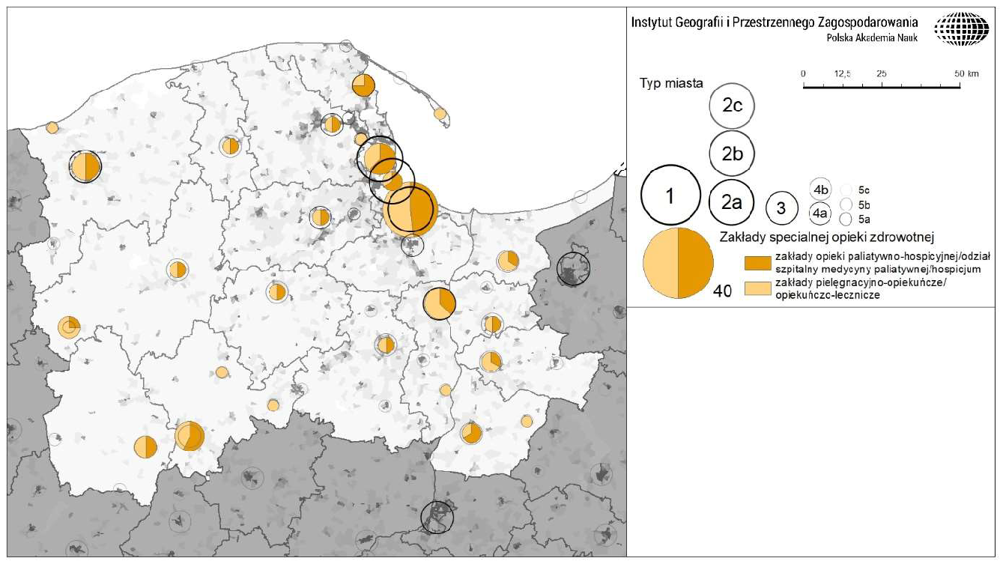 Instytut Geografii i Przestrzennego Zagospodarowania
Polska Akademia Nauk
0 12,5 25 50 km
Typ miasta
2c
2b
1
2a
3
4b
4a
5c
5b
5a
Zakłady specjalnej opieki zdrowotnej
zakłady opieki paliatywno-hospicyjnej/odział
szpitalny medycyny paliatywnej/hospicjum
40
zakłady pielęgnacyjno-opiekuńcze/
opiekuńczo-lecznicze